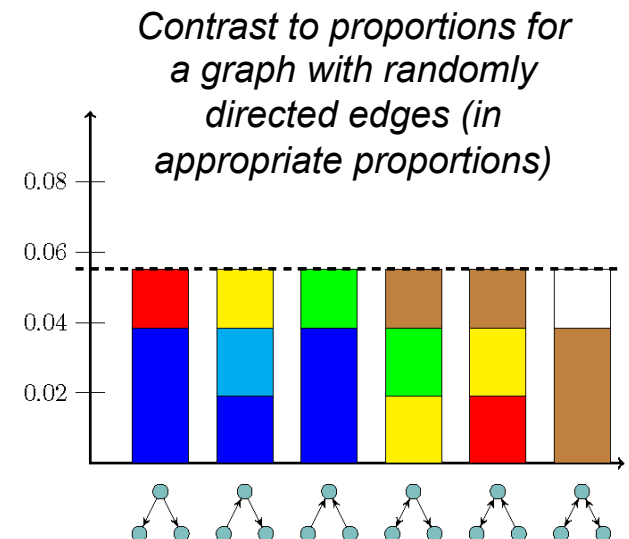 Contrast to proportions for
a graph with randomly
directed edges (in
appropriate proportions)
0.08
0.06
0.04
0.02